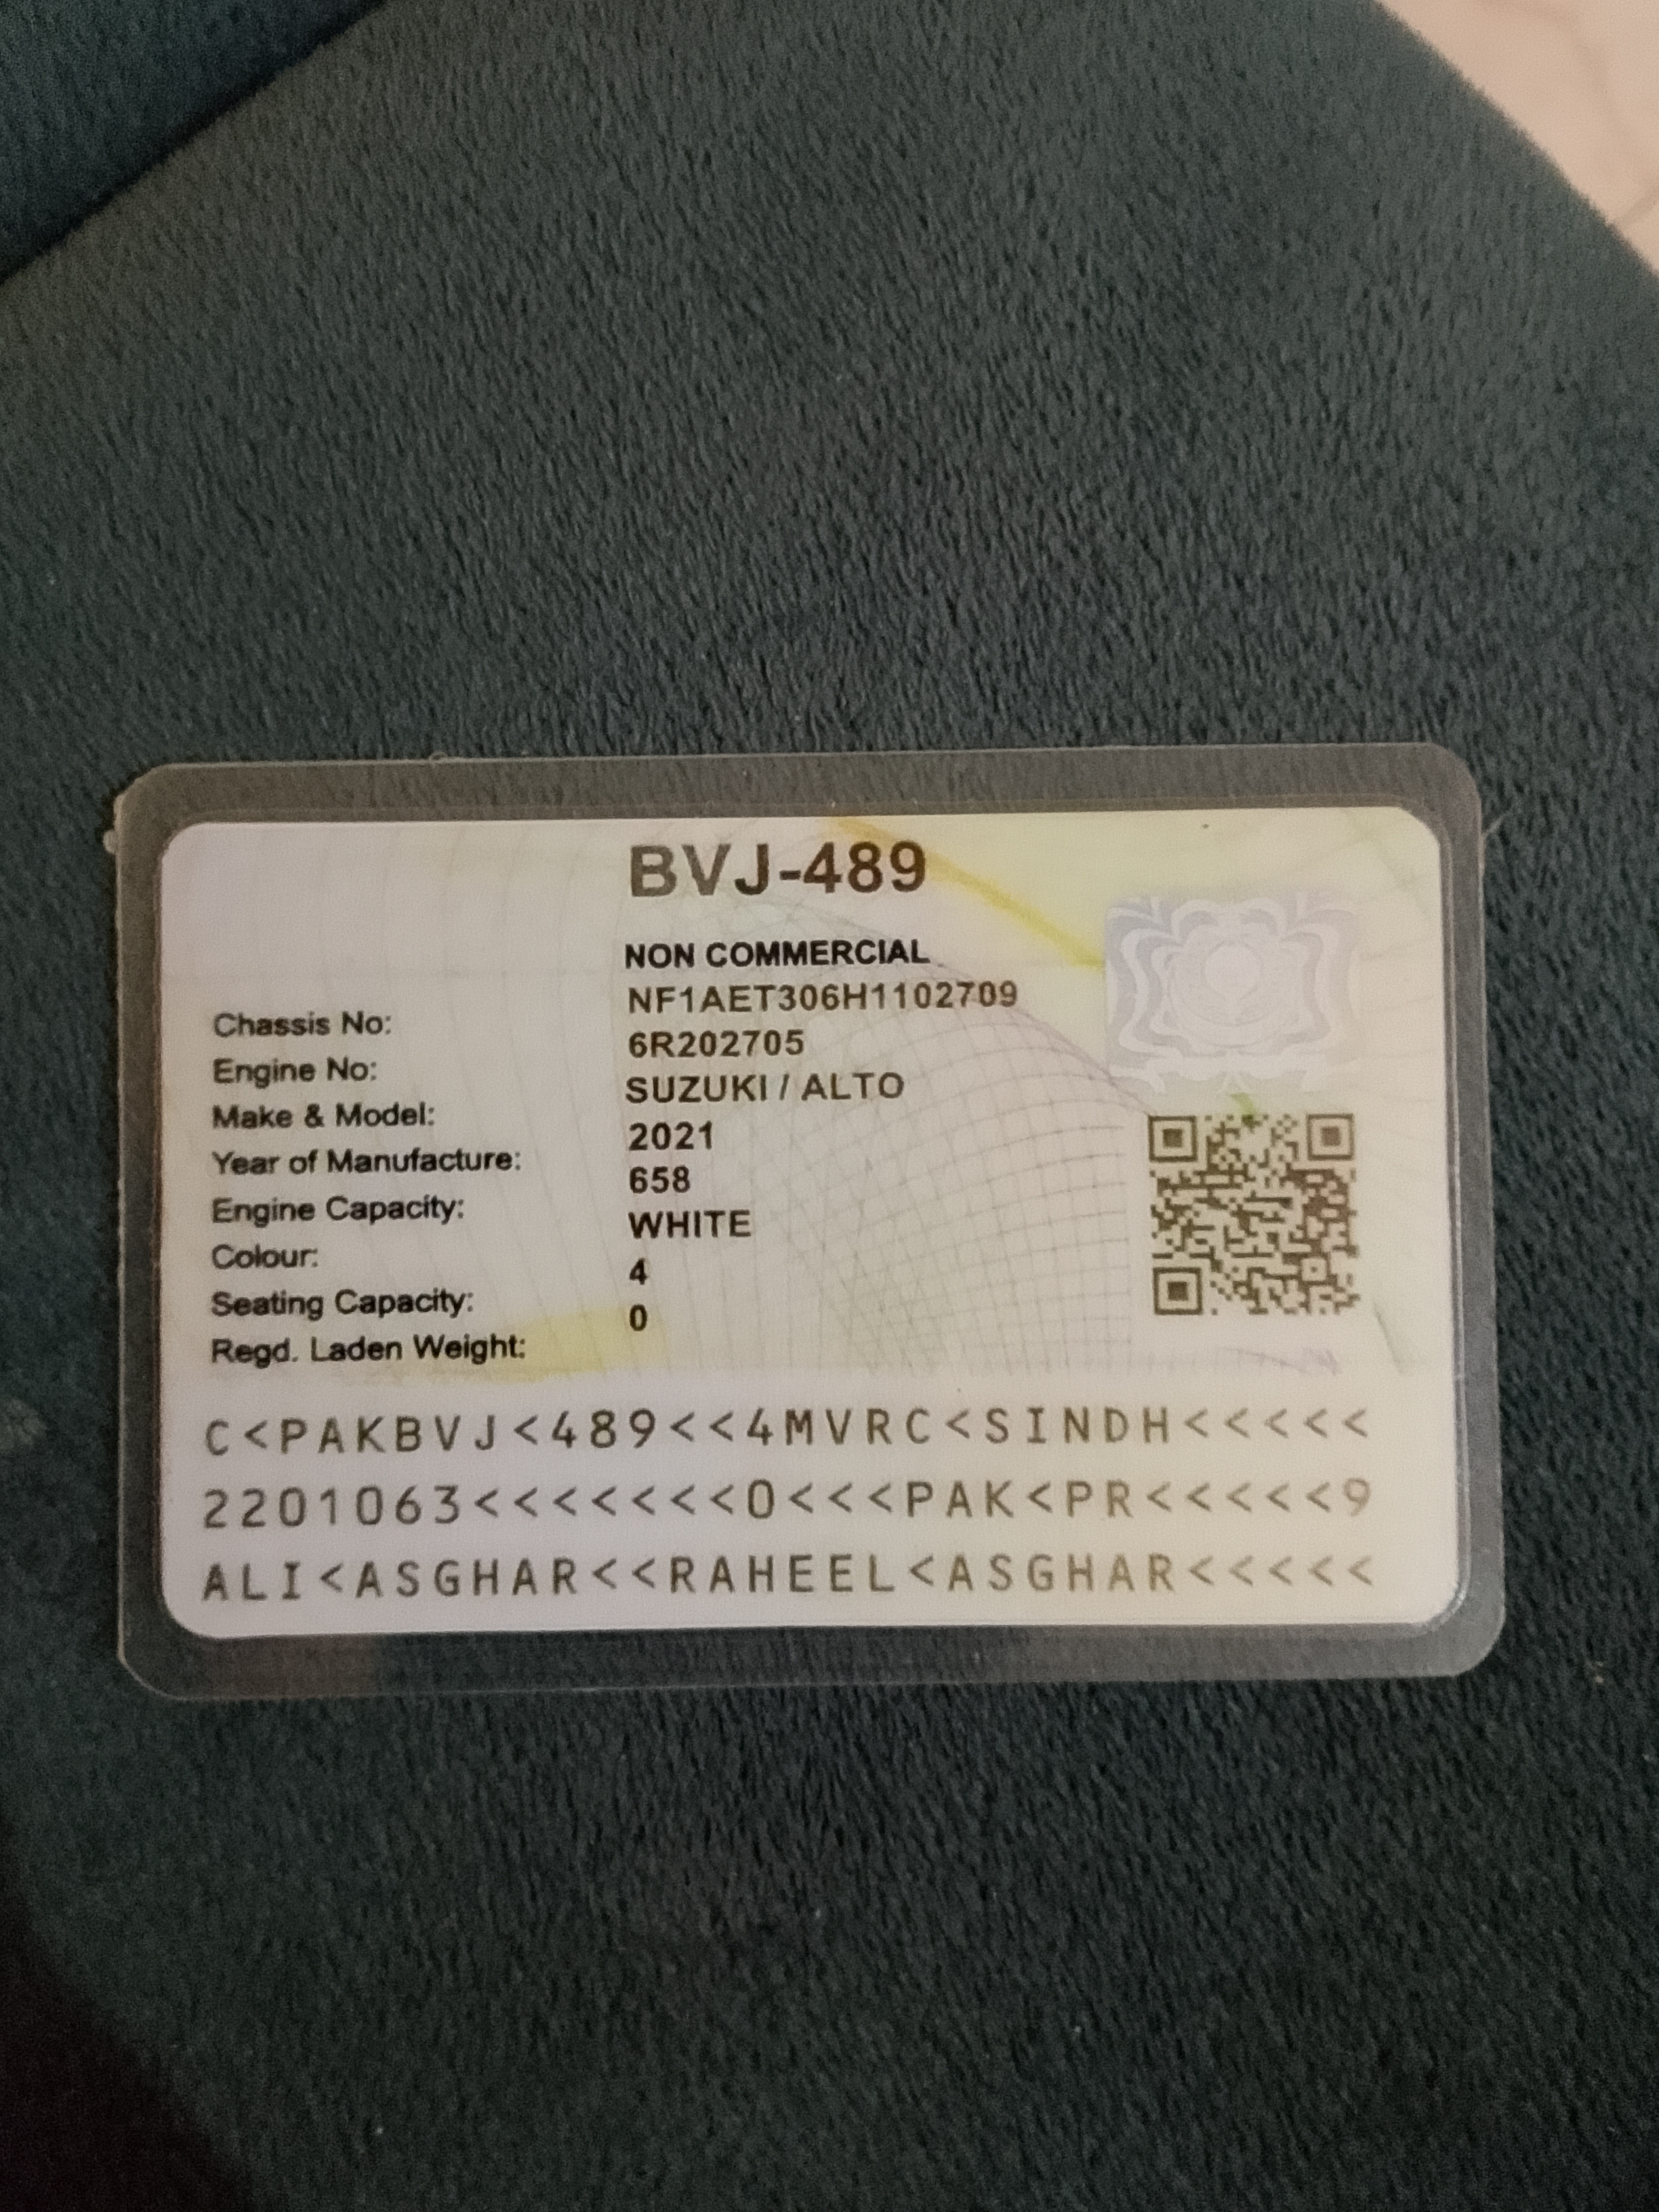 BVJ-489
NON COMMERCIAL
Chassis No: NF1AET306H1102709
Engine No: 6R202705
Make & Model: SUZUKI / ALTO
Year of Manufacture: 2021
Engine Capacity: 658
Colour: WHITE
Seating Capacity: 4
Regd. Laden Weight: 0
C<PAKBVJ<489<<4MVRC<SINDH<<<<<
2201063<<<<<<<0<<<PAK<PR<<<<<9
ALI<ASGHAR<<RAHEEL<ASGHAR<<<<<